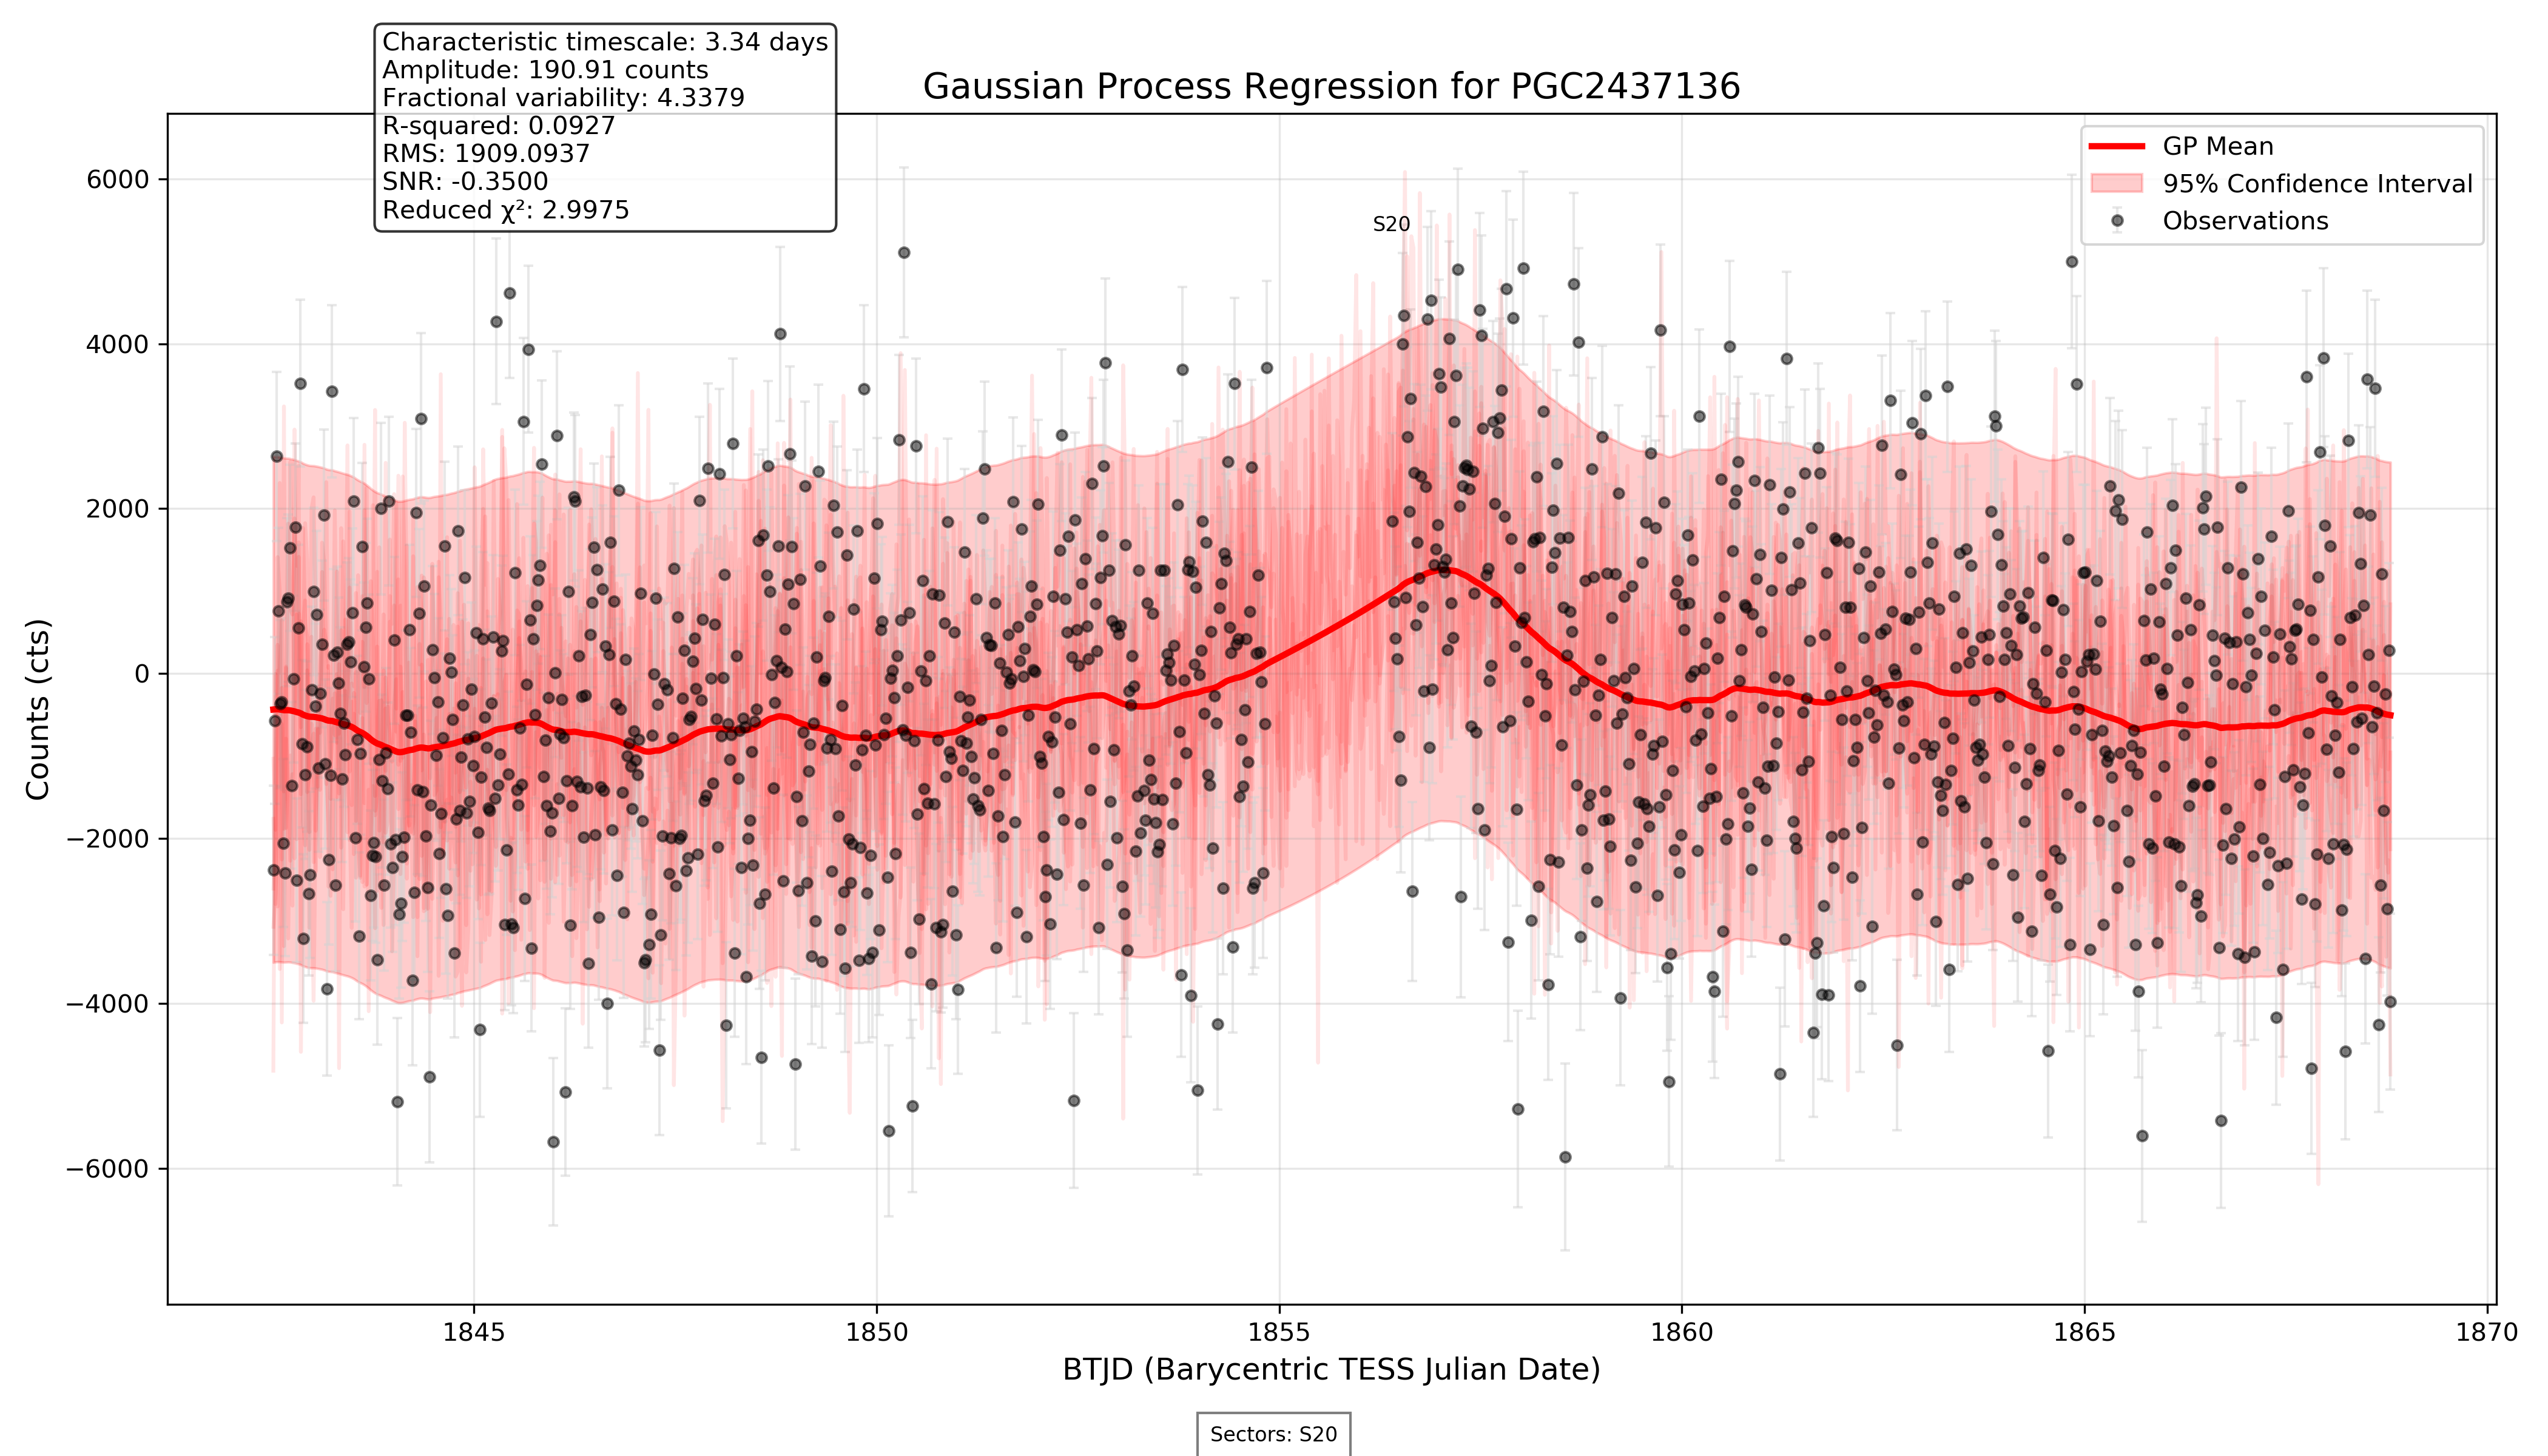 Characteristic timescale: 3.34 days
Amplitude: 190.91 counts
Fractional variability: 4.3379
R-squared: 0.0927
RMS: 1909.0937
SNR: -0.3500
Reduced χ²: 2.9975
Gaussian Process Regression for PGC2437136
GP Mean
95% Confidence Interval
Observations
S20
Counts (cts)
6000
4000
2000
0
−2000
−4000
−6000
1845
1850
1855
1860
1865
1870
BTJD (Barycentric TESS Julian Date)
Sectors: S20